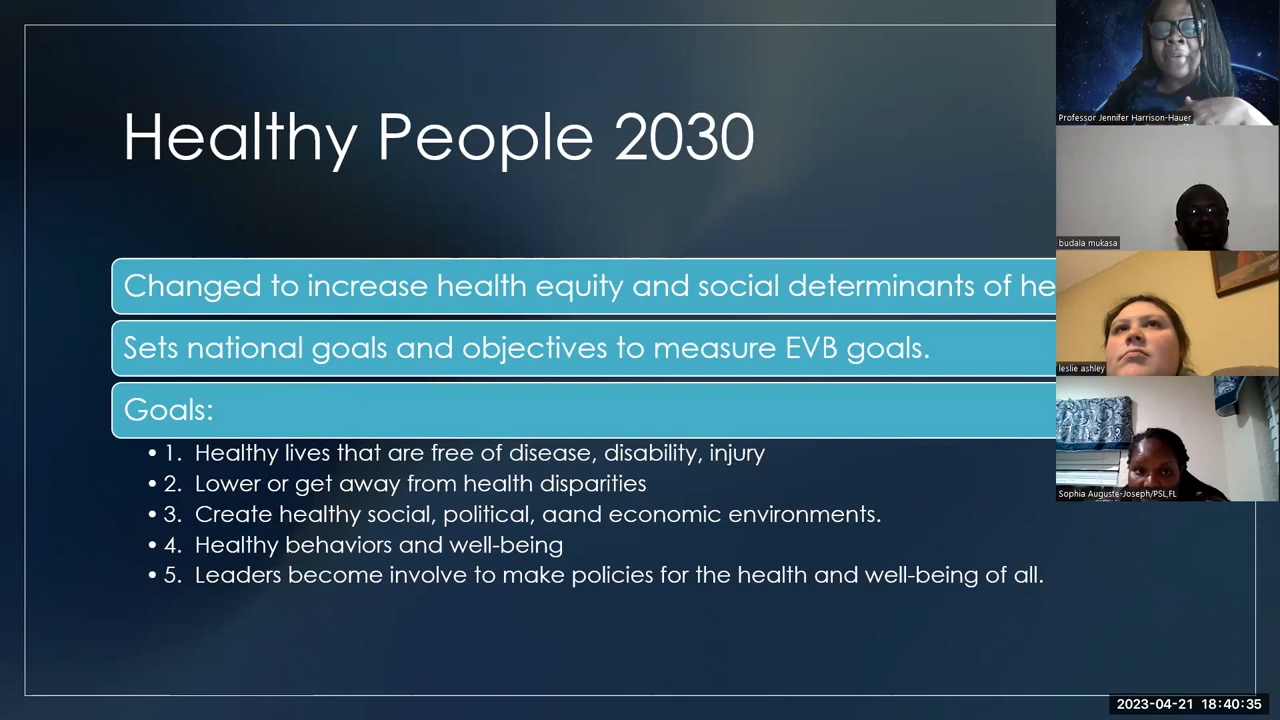 Healthy People 2030
Changed to increase health equity and social determinants of he
Sets national goals and objectives to measure EVB goals.
Goals:
• 1. Healthy lives that are free of disease, disability, injury
• 2. Lower or get away from health disparities
• 3. Create healthy social, political, aand economic environments.
• 4. Healthy behaviors and well-being
• 5. Leaders become involve to make policies for the health and well-being of all.
Professor Jennifer Harrison-Hauer
budala mukasa
leslie ashley
Sophia Auguste-Joseph/PSL,FL
2023-04-21 18:40:35